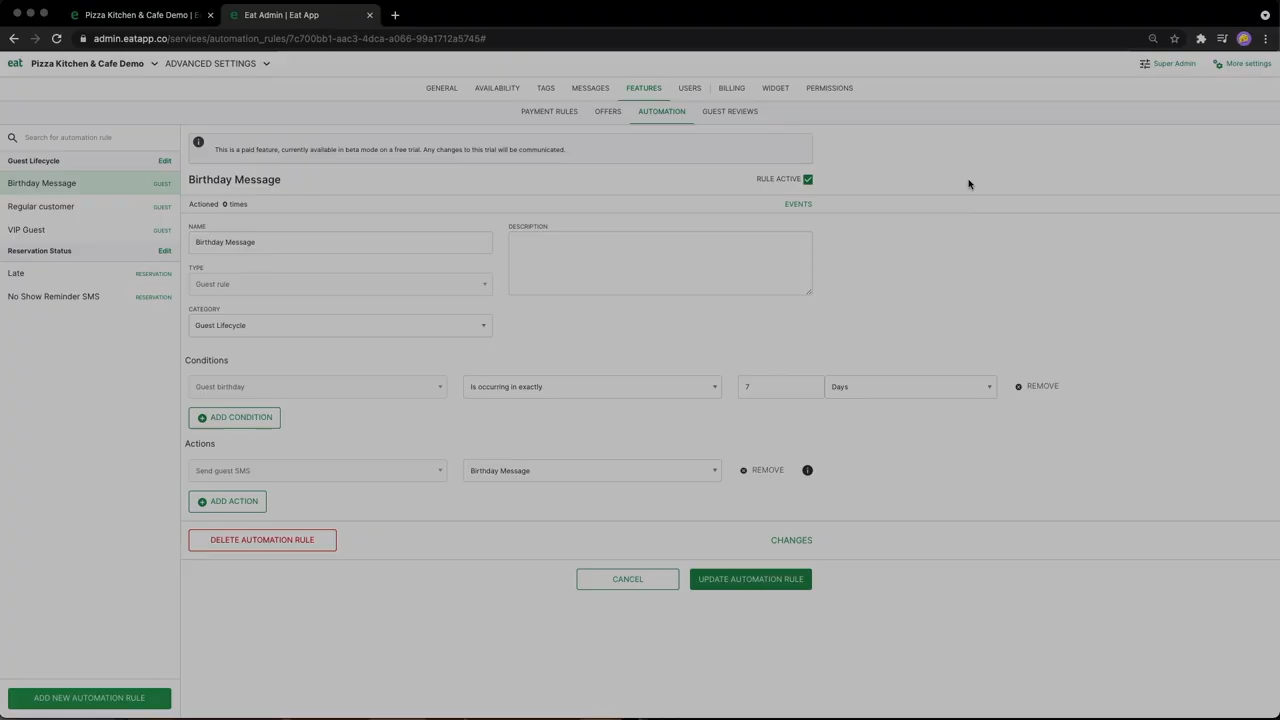 Pizza Kitchen & Cafe Demo | E
Eat Admin | Eat App
admin.eatapp.co/services/automation_rules/7c700bb1-aac3-4dca-a066-99a1712a5745#
eat Pizza Kitchen & Cafe Demo ADVANCED SETTINGS Super Admin More settings
GENERAL AVAILABILITY TAGS MESSAGES FEATURES USERS BILLING WIDGET PERMISSIONS
PAYMENT RULES OFFERS AUTOMATION GUEST REVIEWS
Search for automation rule
Guest Lifecycle Edit
Birthday Message GUEST
Regular customer GUEST
VIP Guest GUEST
Reservation Status Edit
Late RESERVATION
No Show Reminder SMS RESERVATION
ADD NEW AUTOMATION RULE
This is a paid feature, currently available in beta mode on a free trial. Any changes to this trial will be communicated.
Birthday Message RULE ACTIVE
Actioned 0 times EVENTS
NAME
Birthday Message
DESCRIPTION
TYPE
Guest rule
CATEGORY
Guest Lifecycle
Conditions
Guest birthday Is occurring in exactly 7 Days REMOVE
ADD CONDITION
Actions
Send guest SMS Birthday Message REMOVE
ADD ACTION
DELETE AUTOMATION RULE CHANGES
CANCEL UPDATE AUTOMATION RULE